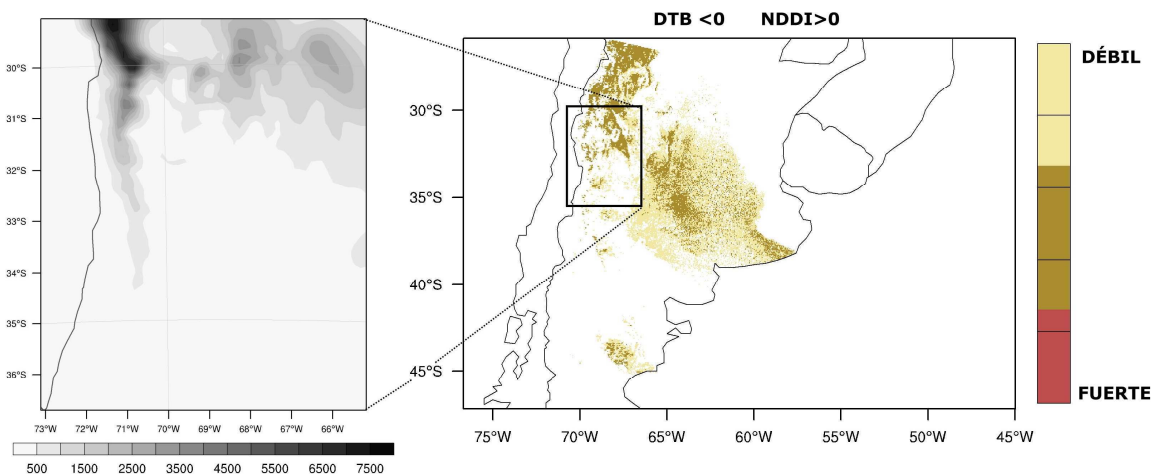 DTB <0 NDDI>0
30°S
31°S
32°S
33°S
34°S
35°S
36°S
73°W 72°W 71°W 70°W 69°W 68°W 67°W 66°W
500 1500 2500 3500 4500 5500 6500 7500
30°S
35°S
40°S
45°S
75°W 70°W 65°W 60°W 55°W 50°W 45°W
DÉBIL
FUERTE